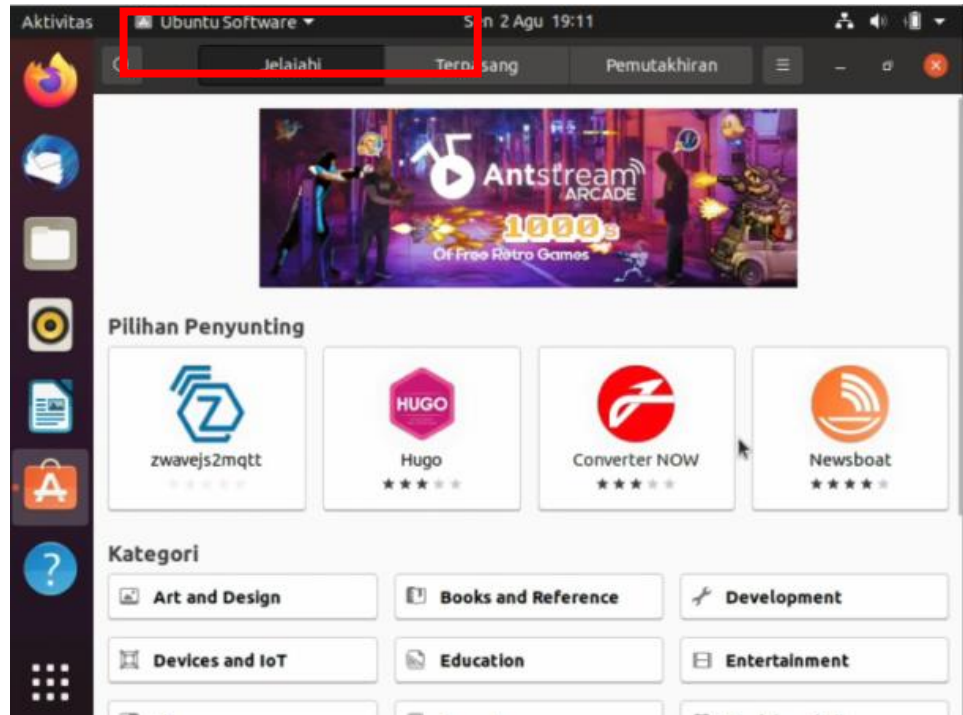 Aktivitas Ubuntu Software Sen 2 Agu 19:11
Jelajahi Terpasang Pemutakhiran
Antstream
ARCADE
1000s
Of Free Retro Games
Pilihan Penyunting
HUGO
zwavejs2mqtt Hugo Converter NOW Newsboat
Kategori
Art and Design Books and Reference Development
Devices and IoT Education Entertainment